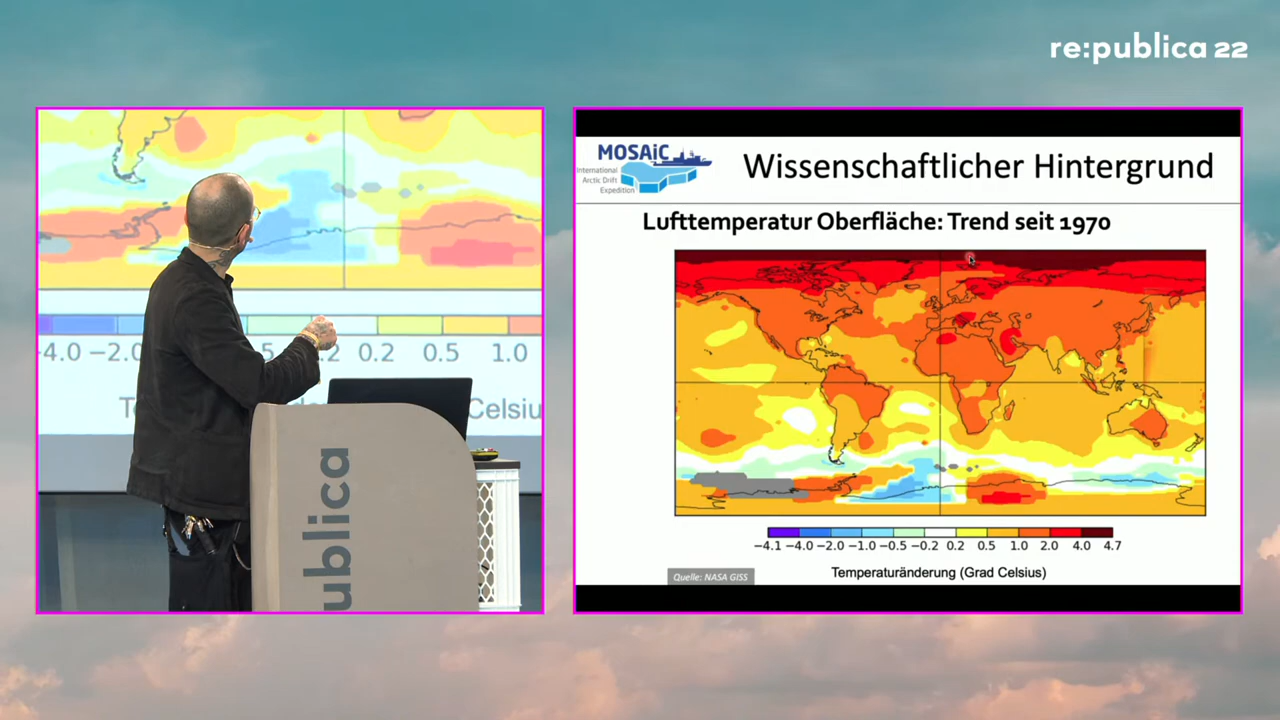 re:publica 22
-4.0 -2.0
0.2 0.5 1.0
Celsiu
ublica
MOSAiC
International
Arctic Drift
Expedition
Wissenschaftlicher Hintergrund
Lufttemperatur Oberfläche: Trend seit 1970
-4.1 -4.0 -2.0 -1.0 -0.5 -0.2 0.2 0.5 1.0 2.0 4.0 4.7
Temperaturänderung (Grad Celsius)
Quelle: NASA GISS